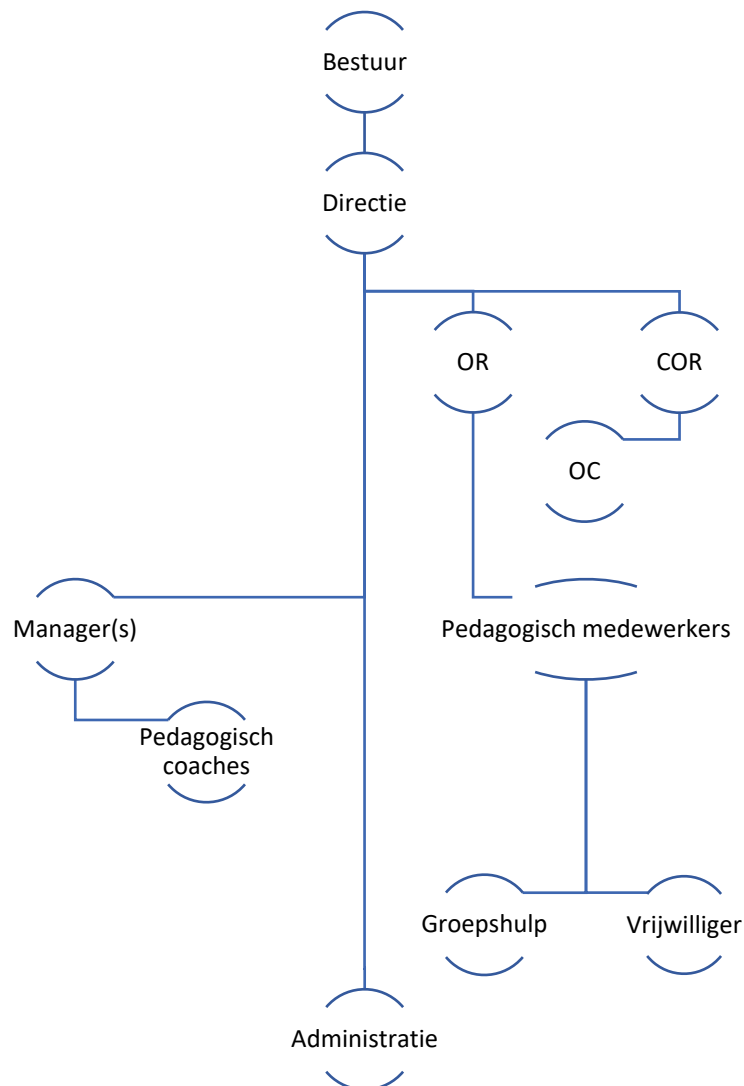 Bestuur
Directie
OR
COR
OC
Manager(s)
Pedagogisch medewerkers
Pedagogisch
coaches
Groepshulp
Vrijwilliger
Administratie